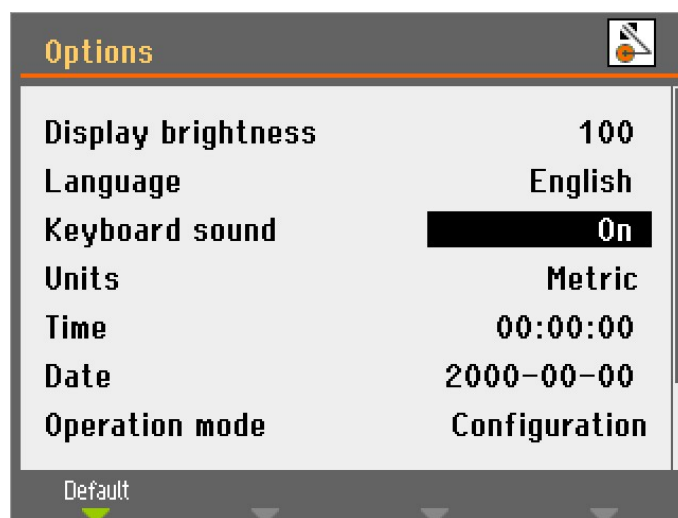 Options
Display brightness 100
Language English
Keyboard sound On
Units Metric
Time 00:00:00
Date 2000-00-00
Operation mode Configuration
Default